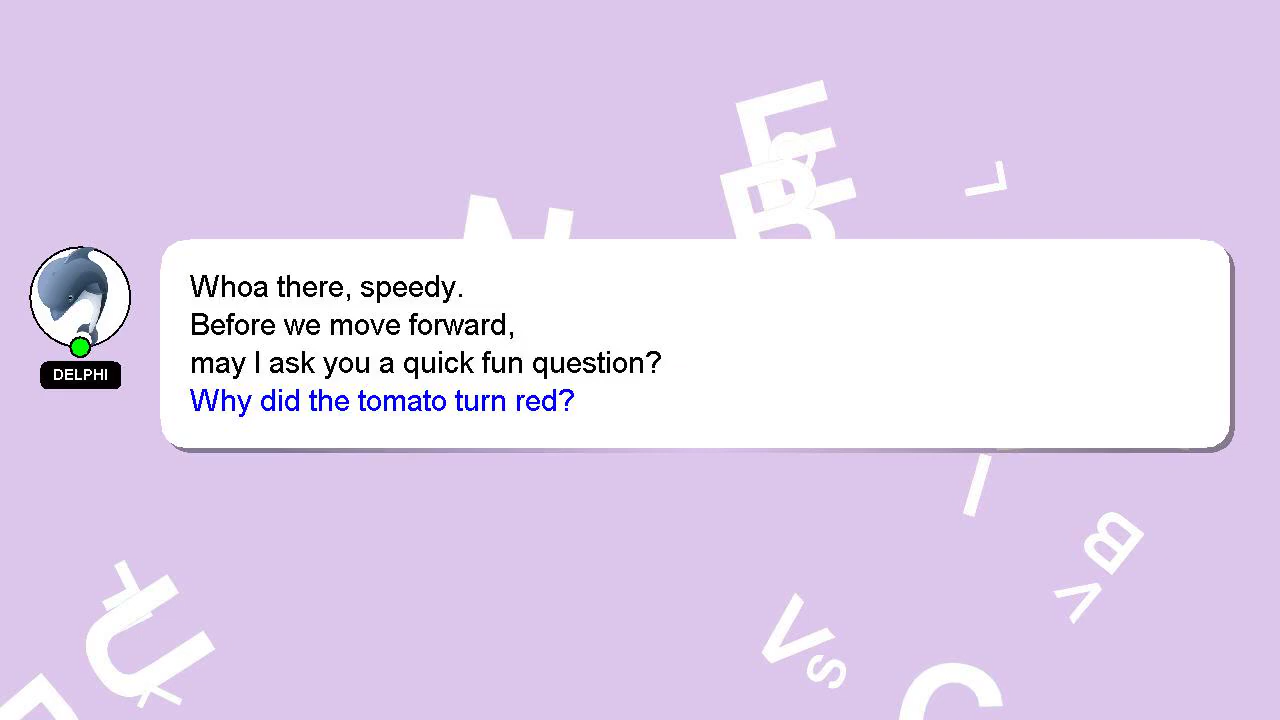 Whoa there, speedy.
Before we move forward,
may I ask you a quick fun question?
Why did the tomato turn red?
DELPHI
E
B
L
N
I
B
V
V
S
C
U